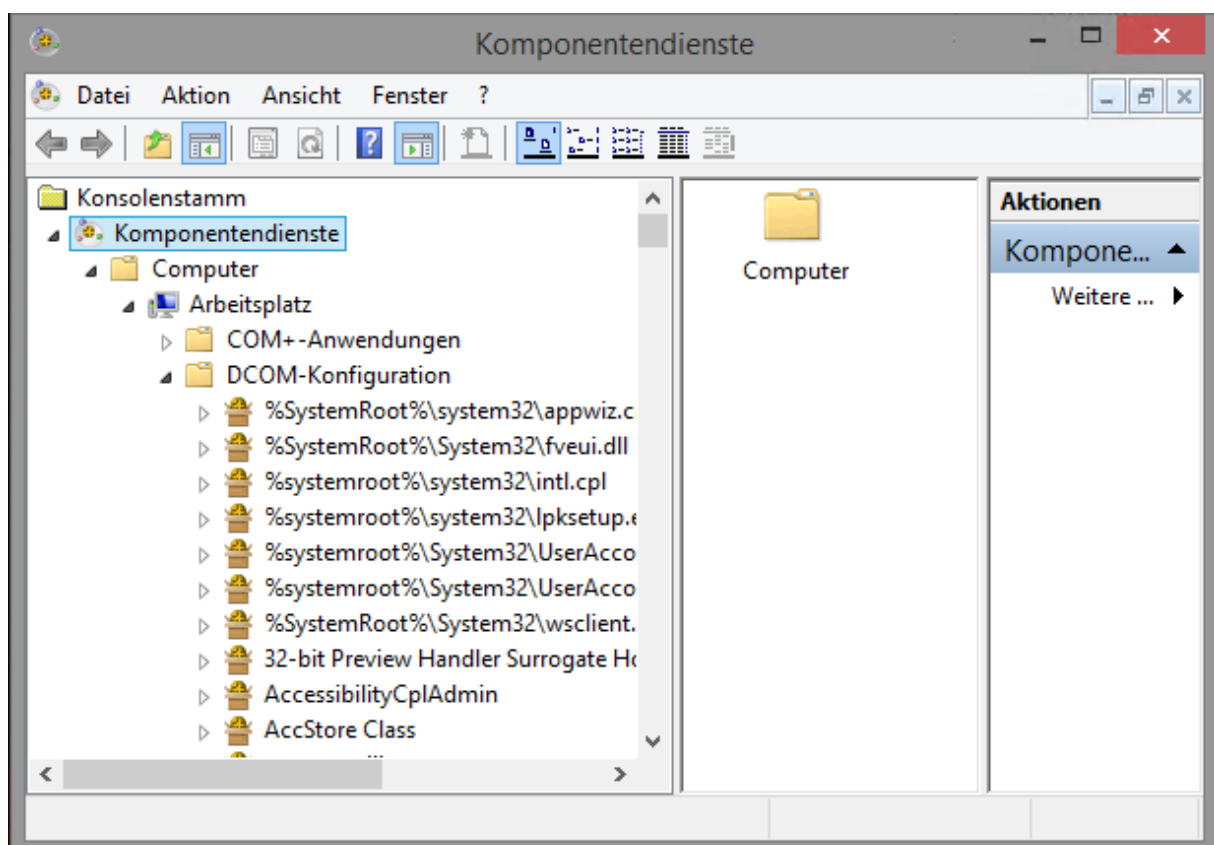 Komponentendienste
Datei Aktion Ansicht Fenster ?
Konsolenstamm
Komponentendienste
Computer
Arbeitsplatz
COM+-Anwendungen
DCOM-Konfiguration
%SystemRoot%\system32\appwiz.c
%SystemRoot%\System32\fveui.dll
%systemroot%\system32\intl.cpl
%systemroot%\system32\lpksetup.e
%systemroot%\System32\UserAcco
%systemroot%\System32\UserAcco
%SystemRoot%\System32\wsclient.
32-bit Preview Handler Surrogate Ho
AccessibilityCplAdmin
AccStore Class
Computer
Aktionen
Kompone...
Weitere ...